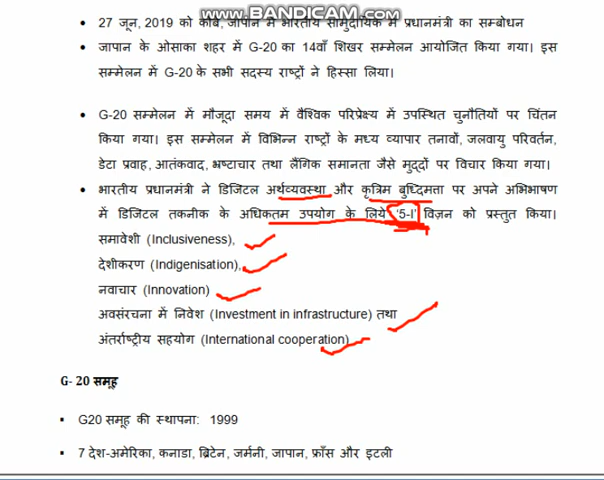 www.BANDICAM.com
• 27 जून, 2019 को कोबे, जापान में भारतीय सामुदायिक में प्रधानमंत्री का सम्बोधन
• जापान के ओसाका शहर में G-20 का 14वाँ शिखर सम्मेलन आयोजित किया गया। इस
सम्मेलन में G-20 के सभी सदस्य राष्ट्रों ने हिस्सा लिया।
• G-20 सम्मेलन में मौजूदा समय में वैश्विक परिप्रेक्ष्य में उपस्थित चुनौतियों पर चिंतन
किया गया। इस सम्मेलन में विभिन्न राष्ट्रों के मध्य व्यापार तनावों, जलवायु परिवर्तन,
डेटा प्रवाह, आतंकवाद, भ्रष्टाचार तथा लैंगिक समानता जैसे मुद्दों पर विचार किया गया।
• भारतीय प्रधानमंत्री ने डिजिटल अर्थव्यवस्था और कृत्रिम बुध्दिमता पर अपने अभिभाषण
में डिजिटल तकनीक के अधिकतम उपयोग के लिये '5-I' विज़न को प्रस्तुत किया।
समावेशी (Inclusiveness),
देशीकरण (Indigenisation),
नवाचार (Innovation)
अवसंरचना में निवेश (Investment in infrastructure) तथा
अंतर्राष्ट्रीय सहयोग (International cooperation)
G- 20 समूह
▪ G20 समूह की स्थापना: 1999
▪ 7 देश-अमेरिका, कनाडा, ब्रिटेन, जर्मनी, जापान, फ्राँस और इटली